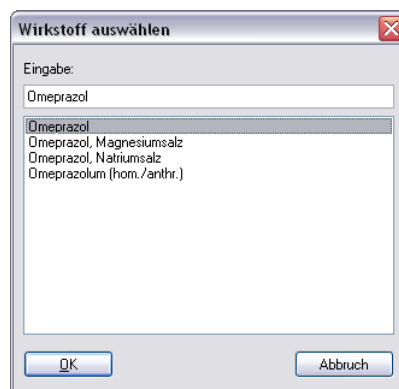 Wirkstoff auswählen
Eingabe:
Omeprazol
Omeprazol
Omeprazol, Magnesiumsalz
Omeprazol, Natriumsalz
Omeprazolum (hom./anthr.)
OK
Abbruch